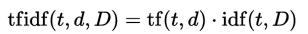 tfidf(t, d, D) = tf(t, d) · idf(t, D)